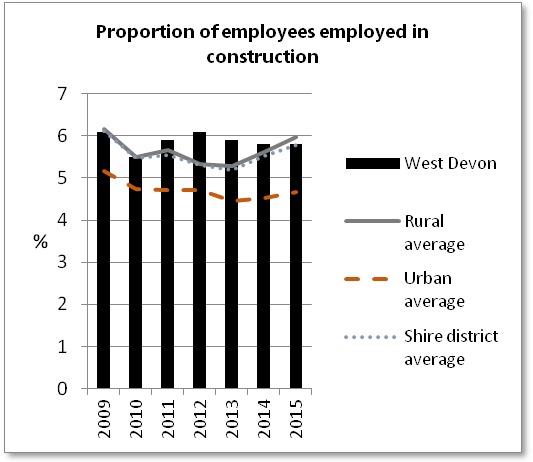 Proportion of employees employed in
construction
7
6
5
4
3
2
1
0
%
2009
2010
2011
2012
2013
2014
2015
West Devon
Rural
average
Urban
average
Shire district
average